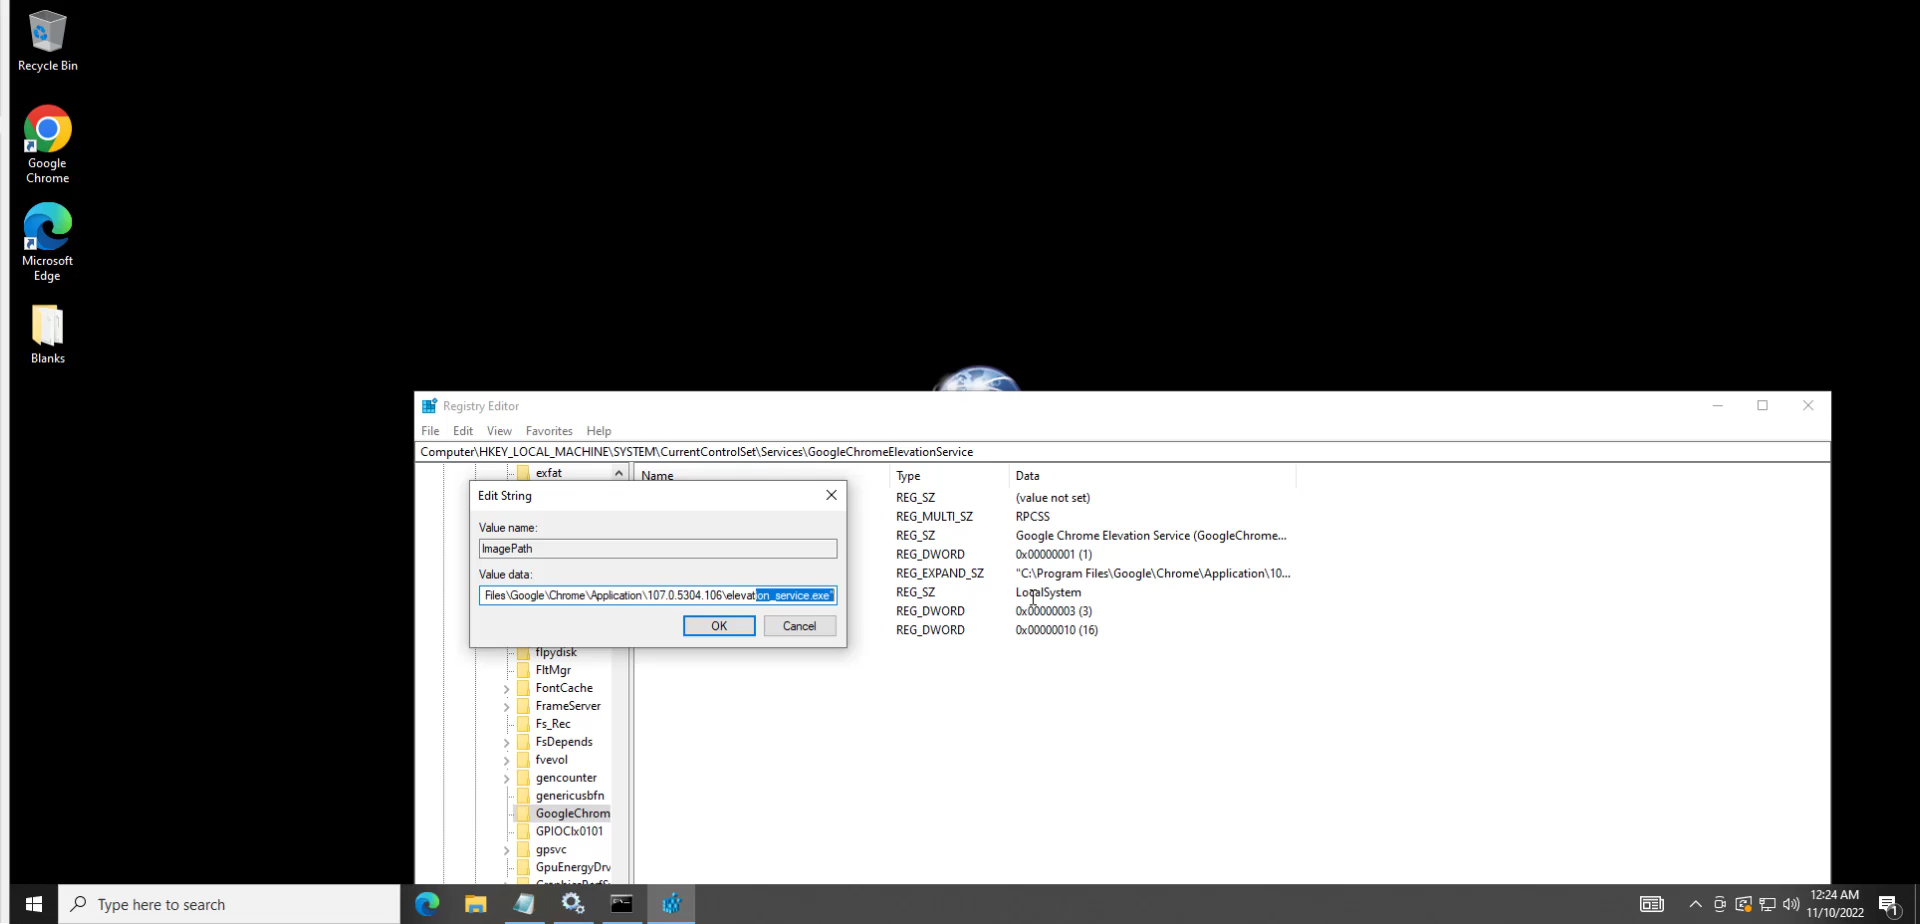 Recycle Bin
Google
Chrome
Microsoft
Edge
Blanks
Registry Editor
File Edit View Favorites Help
Computer\HKEY_LOCAL_MACHINE\SYSTEM\CurrentControlSet\Services\GoogleChromeElevationService
exfat
Name Type Data
REG_SZ (value not set)
REG_MULTI_SZ RPCSS
REG_SZ Google Chrome Elevation Service (GoogleChrome...
REG_DWORD 0x00000001 (1)
REG_EXPAND_SZ "C:\Program Files\Google\Chrome\Application\10...
REG_SZ LocalSystem
REG_DWORD 0x00000003 (3)
REG_DWORD 0x00000010 (16)
Edit String
Value name:
ImagePath
Value data:
Files\Google\Chrome\Application\107.0.5304.106\elevation_service.exe"
OK Cancel
flpydisk
FltMgr
FontCache
FrameServer
Fs_Rec
FsDepends
fvevol
gencounter
genericusbfn
GoogleChrom
GPIOClx0101
gpsvc
GpuEnergyDrv
Type here to search
12:24 AM
11/10/2022
1